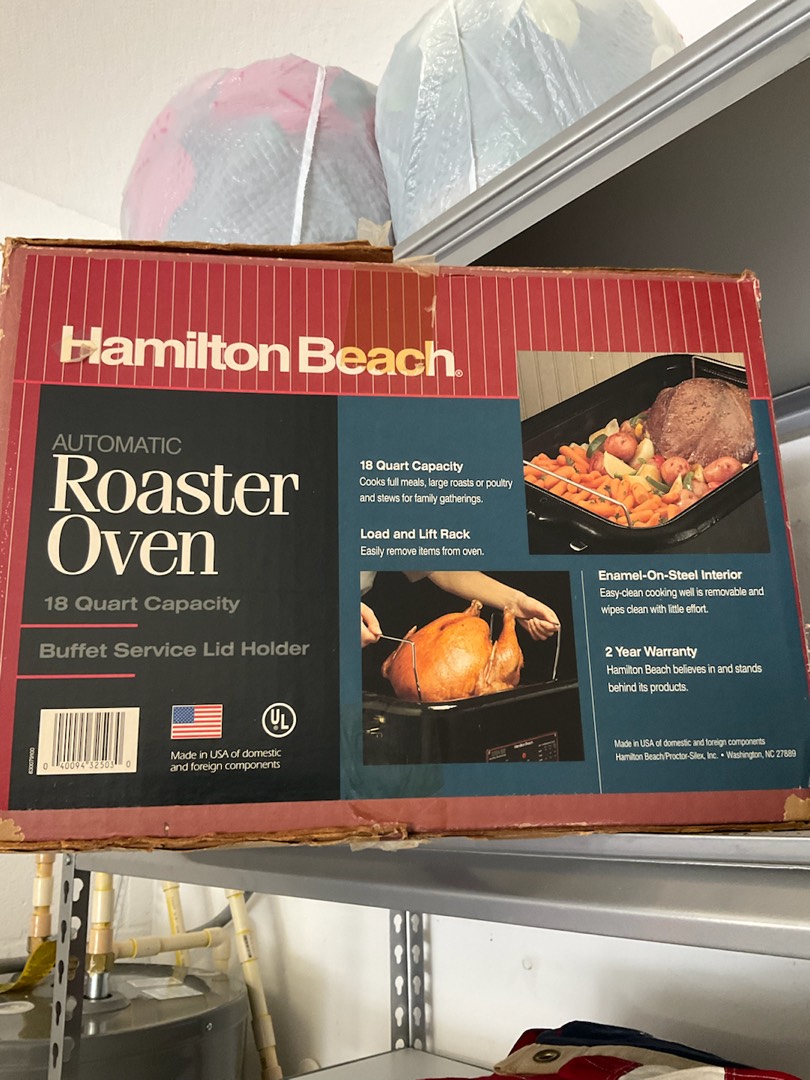 Hamilton Beach®
AUTOMATIC
Roaster
Oven
18 Quart Capacity
Buffet Service Lid Holder
0 40094 32503 0
UL
Made in USA of domestic
and foreign components
18 Quart Capacity
Cooks full meals, large roasts or poultry
and stews for family gatherings.
Load and Lift Rack
Easily remove items from oven.
Enamel-On-Steel Interior
Easy-clean cooking well is removable and
wipes clean with little effort.
2 Year Warranty
Hamilton Beach believes in and stands
behind its products.
Made in USA of domestic and foreign components
Hamilton Beach/Proctor-Silex, Inc. • Washington, NC 27889